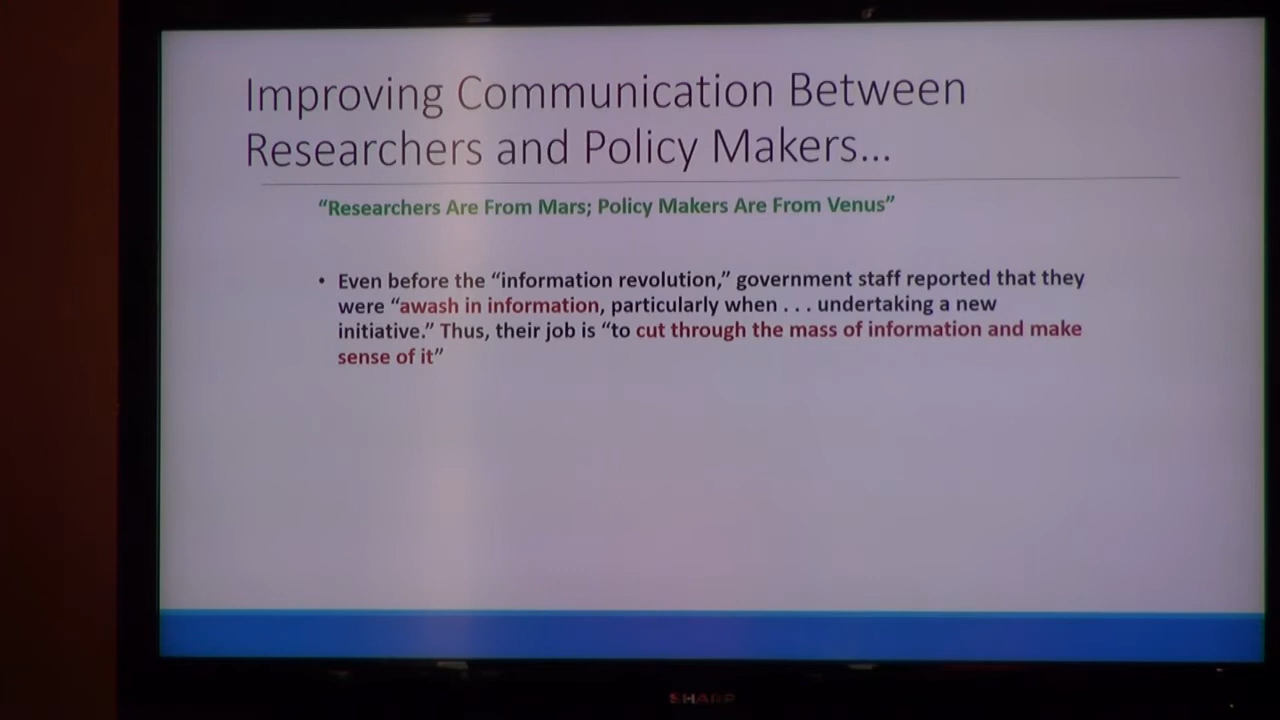 Improving Communication Between
Researchers and Policy Makers...
“Researchers Are From Mars; Policy Makers Are From Venus”
• Even before the “information revolution,” government staff reported that they
were “awash in information, particularly when . . . undertaking a new
initiative.” Thus, their job is “to cut through the mass of information and make
sense of it”
SHARP